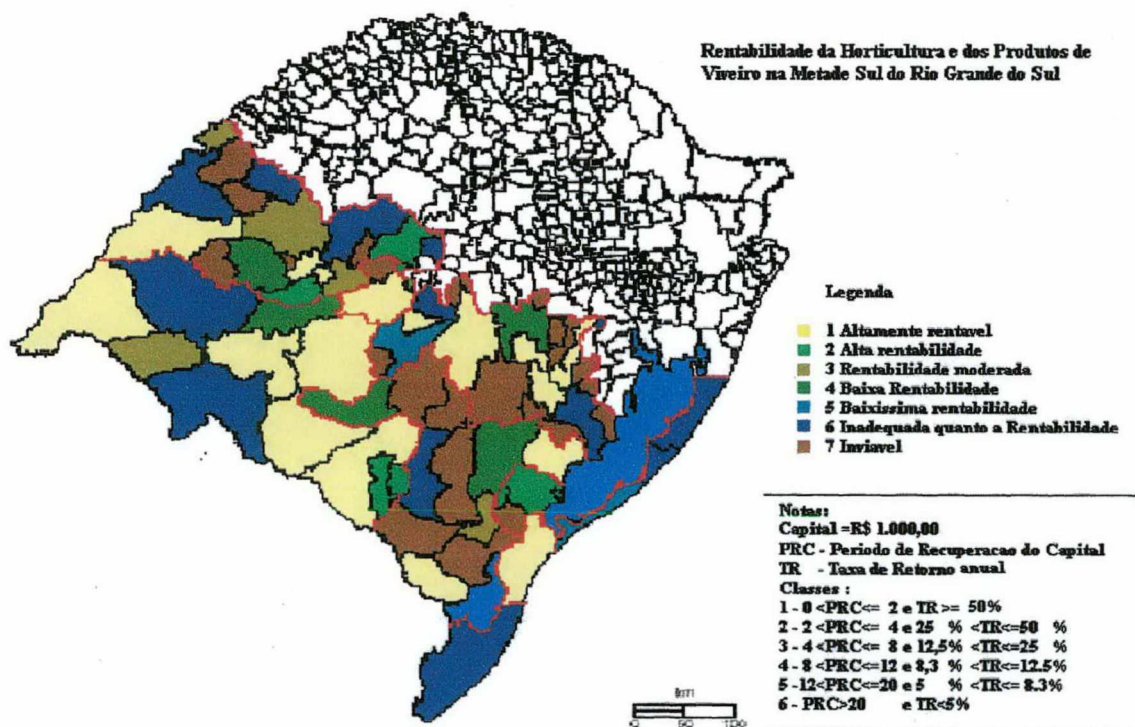 Rentabilidade da Horticultura e dos Produtos de
Viveiro na Metade Sul do Rio Grande do Sul
Legenda
1 Altamente rentavel
2 Alta rentabilidade
3 Rentabilidade moderada
4 Baixa Rentabilidade
5 Baixissima rentabilidade
6 Inadequada quanto a Rentabilidade
7 Inviavel
Notas:
Capital =R$ 1.000,00
PRC - Periodo de Recuperacao do Capital
TR - Taxa de Retorno anual
Classes :
1 - 0 <PRC<= 2 e TR >= 50%
2 - 2 <PRC<= 4 e 25 % <TR<=50 %
3 - 4 <PRC<= 8 e 12,5% <TR<=25 %
4 - 8 <PRC<=12 e 8,3 % <TR<=12.5%
5 -12<PRC<=20 e 5 % <TR<= 8.3%
6 - PRC>20 e TR<5%
0 50 100